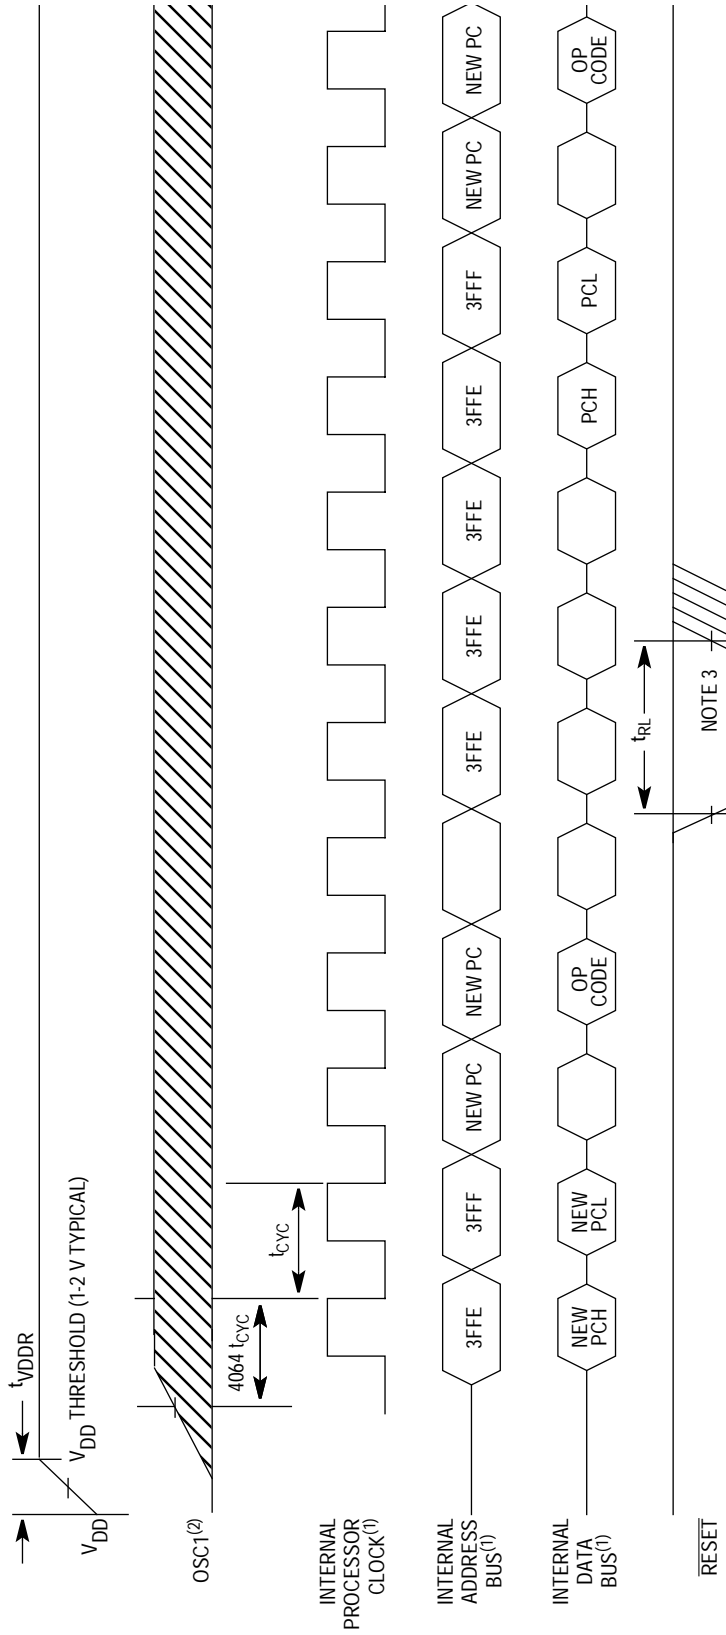 t_VDDR
V_DD
V_DD THRESHOLD (1-2 V TYPICAL)
OSC1(2)
4064 t_CYC
t_CYC
INTERNAL
PROCESSOR
CLOCK(1)
INTERNAL
ADDRESS
BUS(1)
3FFE
3FFF
NEW PC
NEW PC
3FFE
3FFE
3FFE
3FFE
3FFF
NEW PC
NEW PC
INTERNAL
DATA
BUS(1)
NEW
PCH
NEW
PCL
OP
CODE
PCH
PCL
OP
CODE
t_RL
RESET
NOTE 3